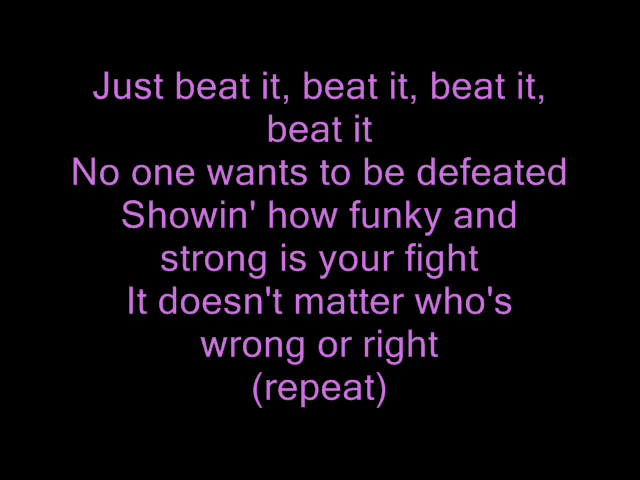 Just beat it, beat it, beat it,
beat it
No one wants to be defeated
Showin' how funky and
strong is your fight
It doesn't matter who's
wrong or right
(repeat)